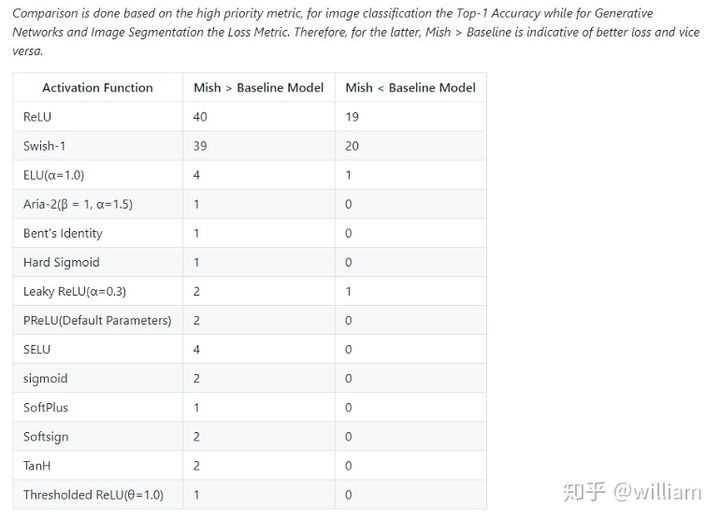 Comparison is done based on the high priority metric, for image classification the Top-1 Accuracy while for Generative
Networks and Image Segmentation the Loss Metric. Therefore, for the latter, Mish > Baseline is indicative of better loss and vice
versa.
Activation Function Mish > Baseline Model Mish < Baseline Model
ReLU 40 19
Swish-1 39 20
ELU(α=1.0) 4 1
Aria-2(β = 1, α=1.5) 1 0
Bent's Identity 1 0
Hard Sigmoid 1 0
Leaky ReLU(α=0.3) 2 1
PReLU(Default Parameters) 2 0
SELU 4 0
sigmoid 2 0
SoftPlus 1 0
Softsign 2 0
TanH 2 0
Thresholded ReLU(θ=1.0) 1 0
知乎 @william